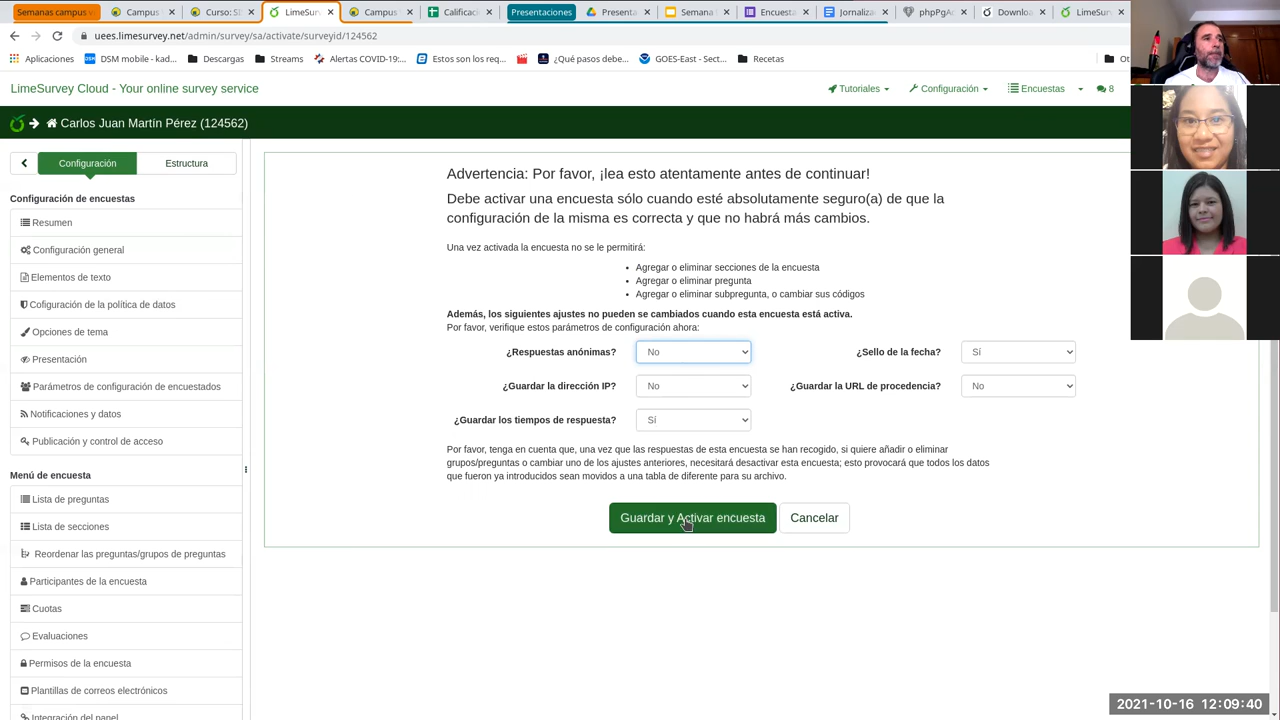 Semanas campus v
Campus
Curso: SE
LimeSurvey
Campus
Calificaci
Presentaciones
Presenta
Semana
Encuesta
Jornaliza
phpPgA
Downloa
LimeSurv
uees.limesurvey.net/admin/survey/sa/activate/surveyid/124562
Aplicaciones
DSM mobile - kad...
Descargas
Streams
Alertas COVID-19:...
Estos son los req...
¿Qué pasos debe...
GOES-East - Sect...
Recetas
LimeSurvey Cloud - Your online survey service
Tutoriales
Configuración
Encuestas
8
Carlos Juan Martín Pérez (124562)
Configuración
Estructura
Configuración de encuestas
Resumen
Configuración general
Elementos de texto
Cofiguración de la política de datos
Opciones de tema
Presentación
Parámetros de configuración de encuestados
Notificaciones y datos
Publicación y control de acceso
Menú de encuesta
Lista de preguntas
Lista de secciones
Reordenar las preguntas/grupos de preguntas
Participantes de la encuesta
Cuotas
Evaluaciones
Permisos de la encuesta
Plantillas de correos electrónicos
Integración del panel
Advertencia: Por favor, ¡lea esto atentamente antes de continuar!
Debe activar una encuesta sólo cuando esté absolutamente seguro(a) de que la
configuración de la misma es correcta y que no habrá más cambios.
Una vez activada la encuesta no se le permitirá:
• Agregar o eliminar secciones de la encuesta
• Agregar o eliminar pregunta
• Agregar o eliminar subpregunta, o cambiar sus códigos
Además, los siguientes ajustes no pueden se cambiados cuando esta encuesta está activa.
Por favor, verifique estos parámetros de configuración ahora:
¿Respuestas anónimas? No ¿Sello de la fecha? Sí
¿Guardar la dirección IP? No ¿Guardar la URL de procedencia? No
¿Guardar los tiempos de respuesta? Sí
Por favor, tenga en cuenta que, una vez que las respuestas de esta encuesta se han recogido, si quiere añadir o eliminar
grupos/preguntas o cambiar uno de los ajustes anteriores, necesitará desactivar esta encuesta; esto provocará que todos los datos
que fueron ya introducidos sean movidos a una tabla de diferente para su archivo.
Guardar y Activar encuesta
Cancelar
2021-10-16 12:09:40